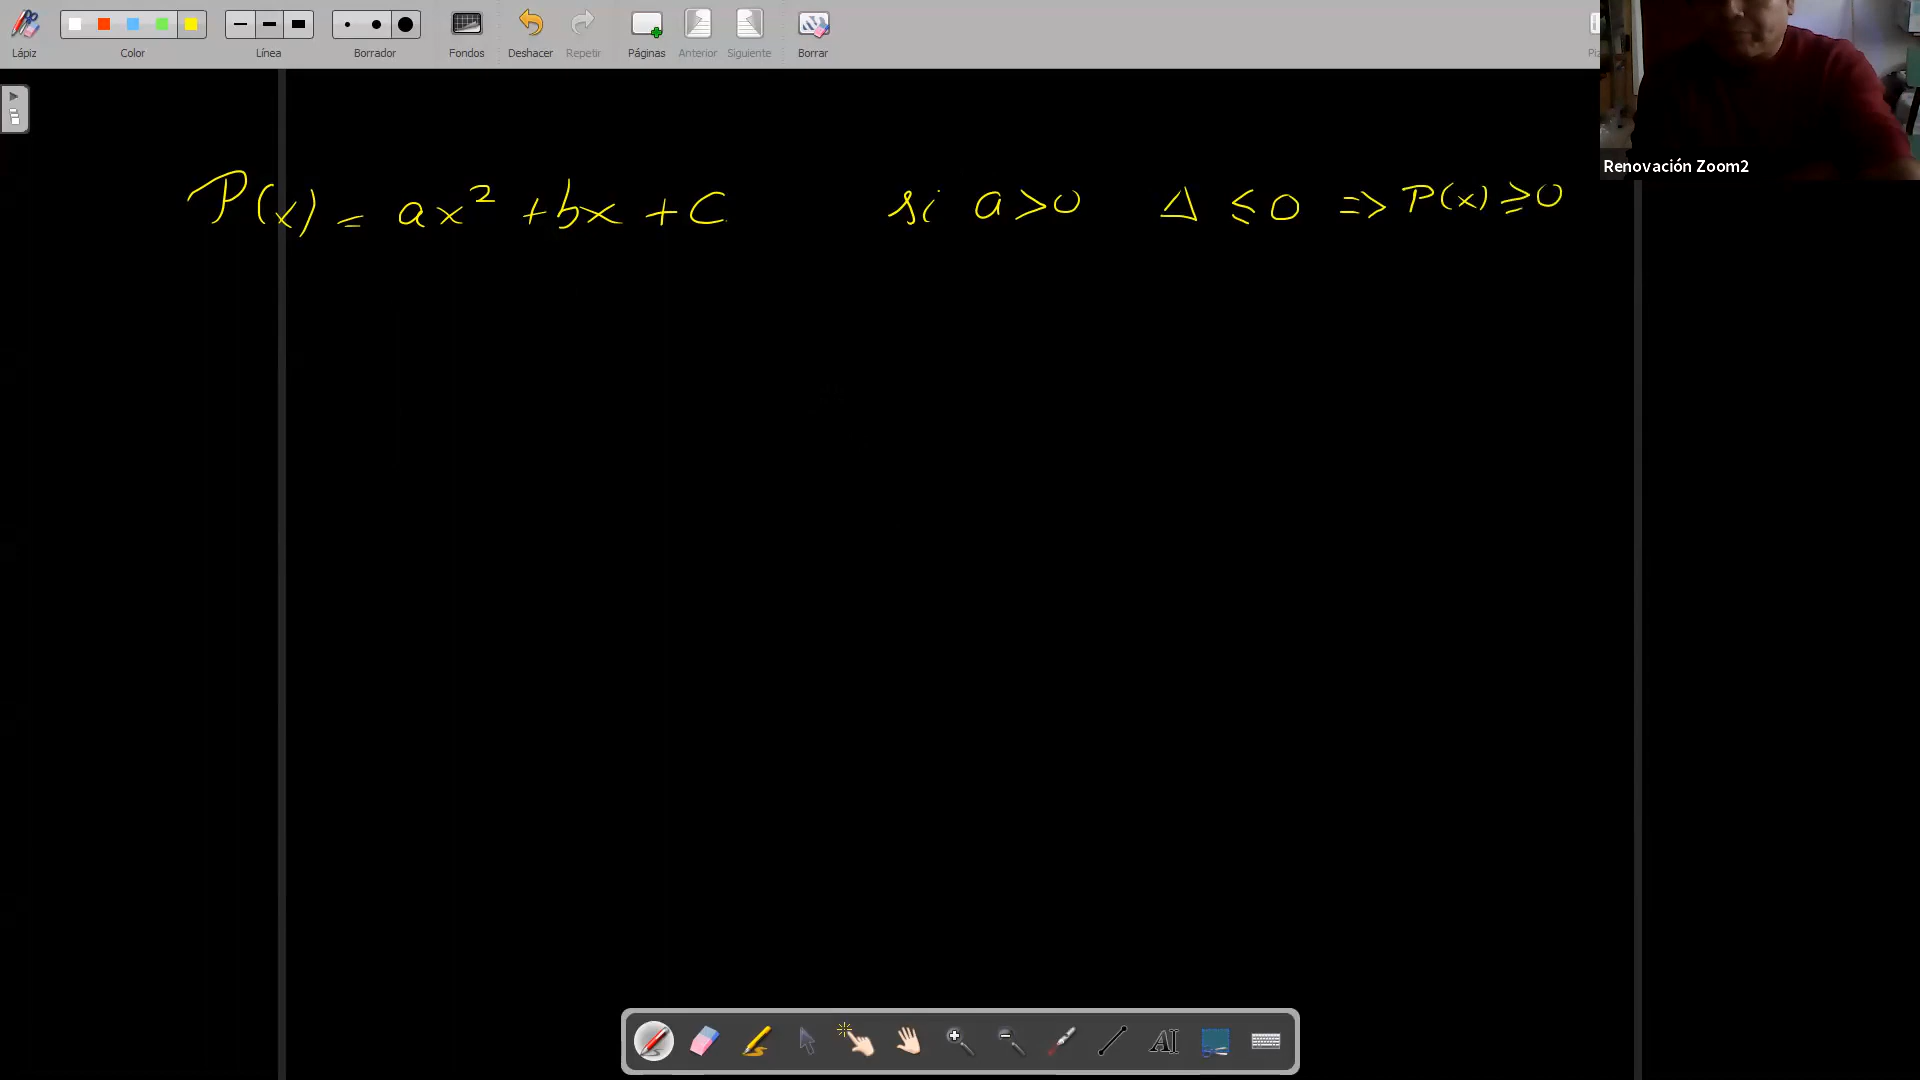 Lápiz Color Línea Borrador Fondos Deshacer Repetir Páginas Anterior Siguiente Borrar
Renovación Zoom2
P(x) = ax² + bx + c si a > 0 Δ ≤ 0 => P(x) ≥ 0
AI